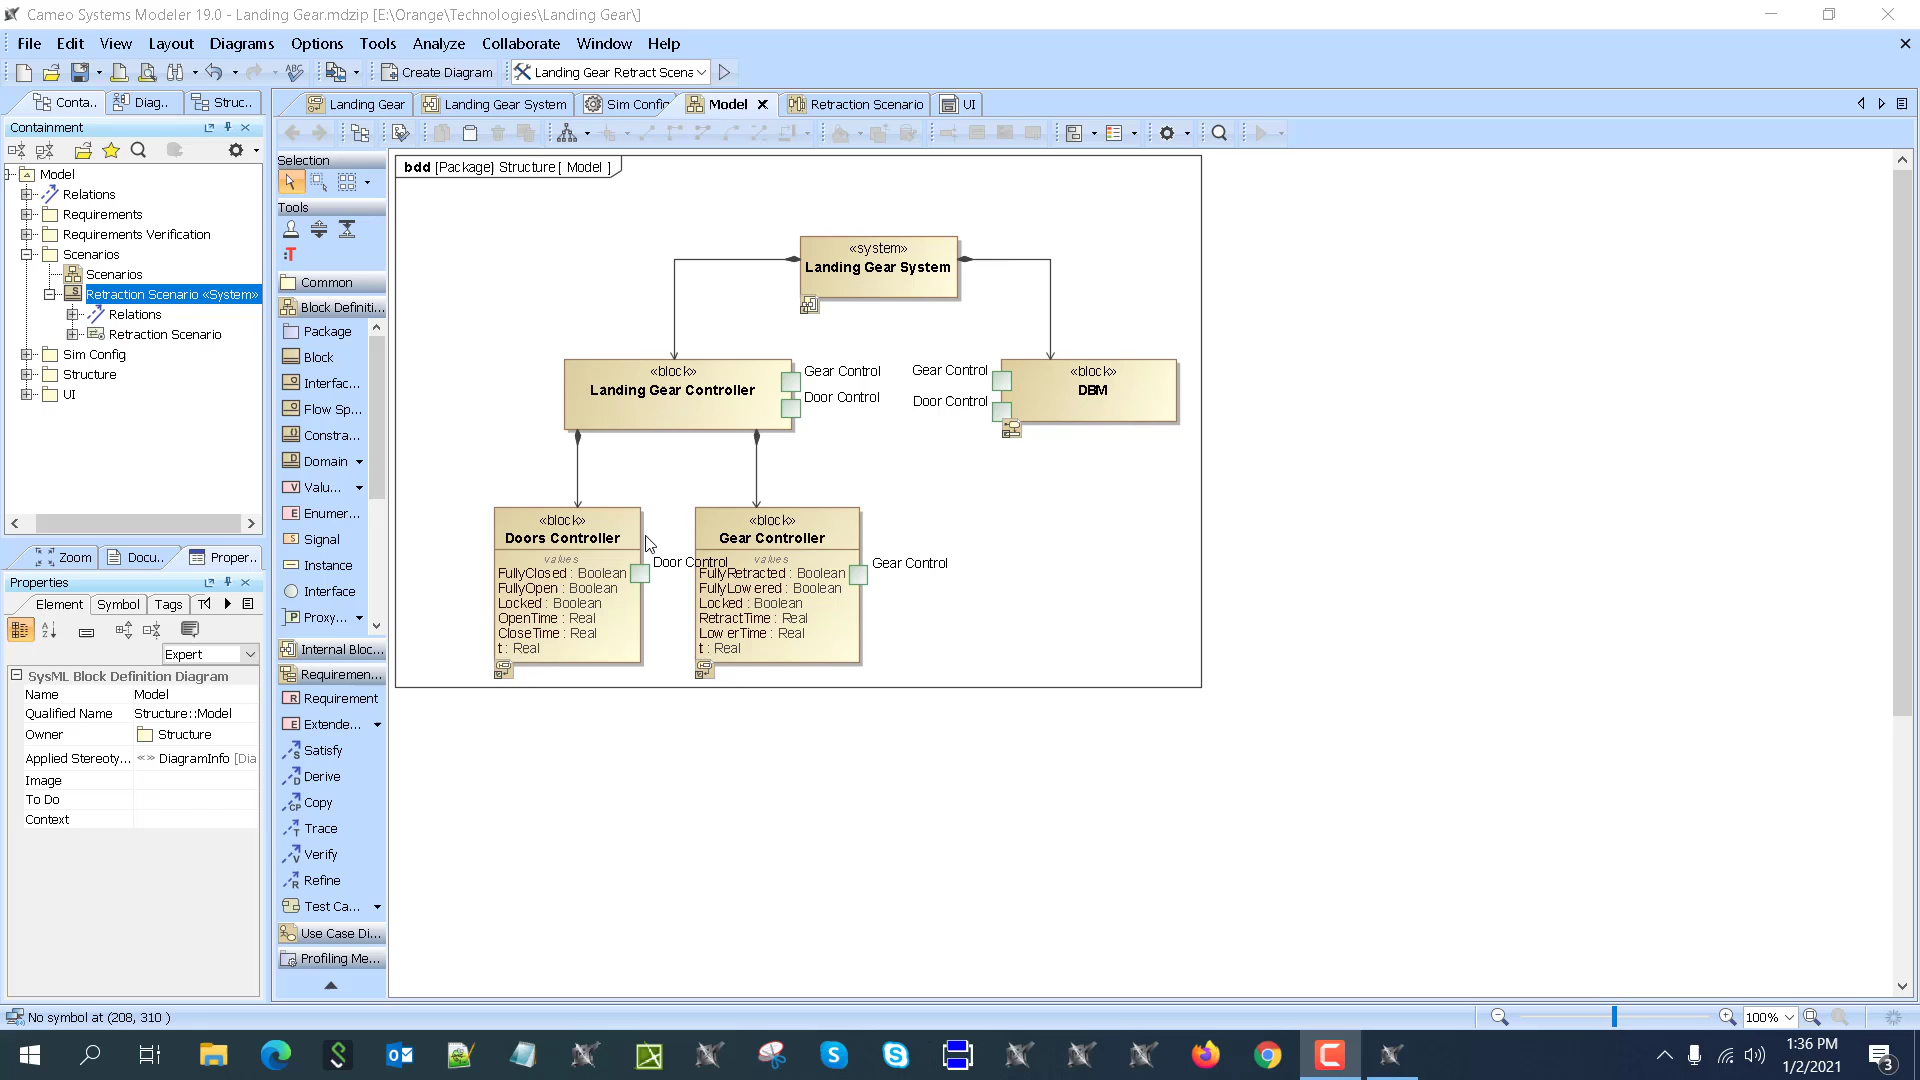 Cameo Systems Modeler 19.0 - Landing Gear.mdzip [E:\Orange\Technologies\Landing Gear\]
File Edit View Layout Diagrams Options Tools Analyze Collaborate Window Help
Create Diagram Landing Gear Retract Scena
Conta.. Diag... Struc...
Landing Gear Landing Gear System Sim Config Model Retraction Scenario UI
Containment
Model
Relations
Requirements
Requirements Verification
Scenarios
Scenarios
Retraction Scenario «System»
Relations
Retraction Scenario
Sim Config
Structure
UI
Zoom Docu... Proper...
Properties
Element Symbol Tags
Expert
SysML Block Definition Diagram
Name Model
Qualified Name Structure::Model
Owner Structure
Applied Stereoty... «» DiagramInfo [Dia
Image
To Do
Context
Selection
Tools
Common
Block Definiti...
Package
Block
Interfac...
Flow Sp...
Constra...
Domain
Valu...
Enumer...
Signal
Instance
Interface
Proxy...
Internal Bloc...
Requiremen...
Requirement
Extende...
Satisfy
Derive
Copy
Trace
Verify
Refine
Test Ca...
Use Case Di...
Profiling Me...
bdd [Package] Structure [ Model ]
«system»
Landing Gear System
«block»
Landing Gear Controller
Gear Control
Door Control
Gear Control
Door Control
«block»
DBM
«block»
Doors Controller
values
FullyClosed : Boolean
FullyOpen : Boolean
Locked : Boolean
OpenTime : Real
CloseTime : Real
t : Real
Door Control
«block»
Gear Controller
values
FullyRetracted : Boolean
FullyLowered : Boolean
Locked : Boolean
RetractTime : Real
LowerTime : Real
t : Real
Gear Control
No symbol at (208, 310 )
100%
1:36 PM
1/2/2021
3